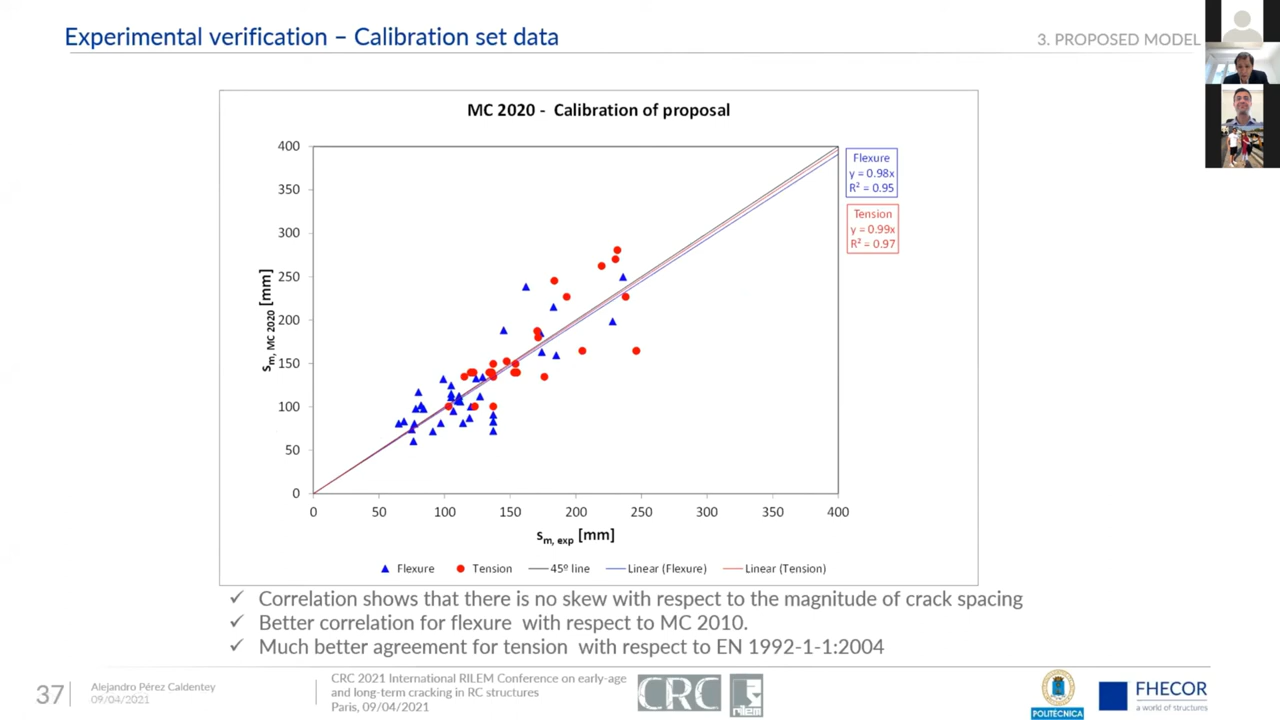 Experimental verification – Calibration set data
3. PROPOSED MODEL
MC 2020 - Calibration of proposal
400
350
300
250
200
150
100
50
0
sm, MC 2020 [mm]
0 50 100 150 200 250 300 350 400
sm, exp [mm]
Flexure
y = 0.98x
R² = 0.95
Tension
y = 0.99x
R² = 0.97
Flexure Tension 45º line Linear (Flexure) Linear (Tension)
✓ Correlation shows that there is no skew with respect to the magnitude of crack spacing
✓ Better correlation for flexure with respect to MC 2010.
✓ Much better agreement for tension with respect to EN 1992-1-1:2004
37
Alejandro Pérez Caldentey
09/04/2021
CRC 2021 International RILEM Conference on early-age
and long-term cracking in RC structures
Paris, 09/04/2021
CRC
rilem
POLITÉCNICA
FHECOR
a world of structures